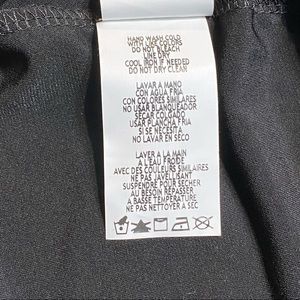 HAND WASH COLD
WITH LIKE COLORS
DO NOT BLEACH
LINE DRY
COOL IRON IF NEEDED
DO NOT DRY CLEAN
LAVAR A MANO
CON AGUA FRIA
CON COLORES SIMILARES
NO USAR BLANQUEADOR
SECAR COLGADO
USAR PLANCHA FRIA
SI SE NECESITA
NO LAVAR EN SECO
LAVER A LA MAIN
A L'EAU FROIDE
AVEC DES COULEURS SIMILAIRES
NE PAS JAVELLISANT
SUSPENDRE POUR SECHER
AU BESOIN REPASSER
A BASSE TEMPERATURE
NE PAS NETTOYER A SEC